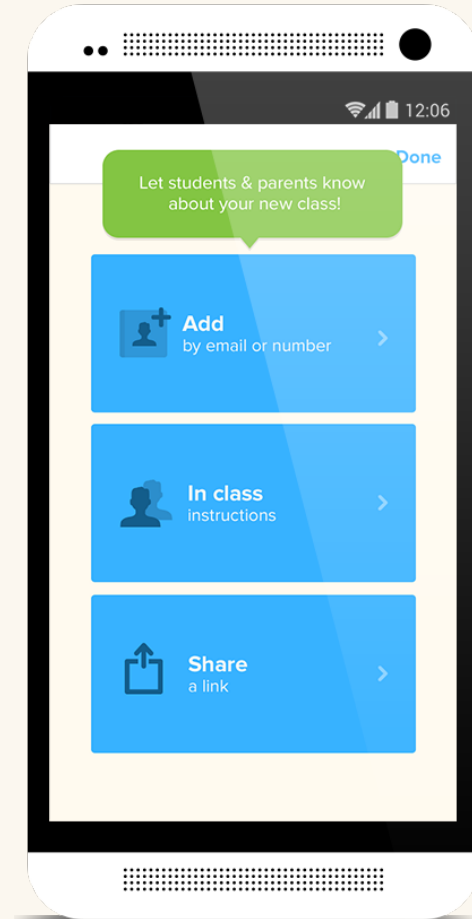 12:06
Done
Let students & parents know
about your new class!
Add
by email or number
In class
instructions
Share
a link